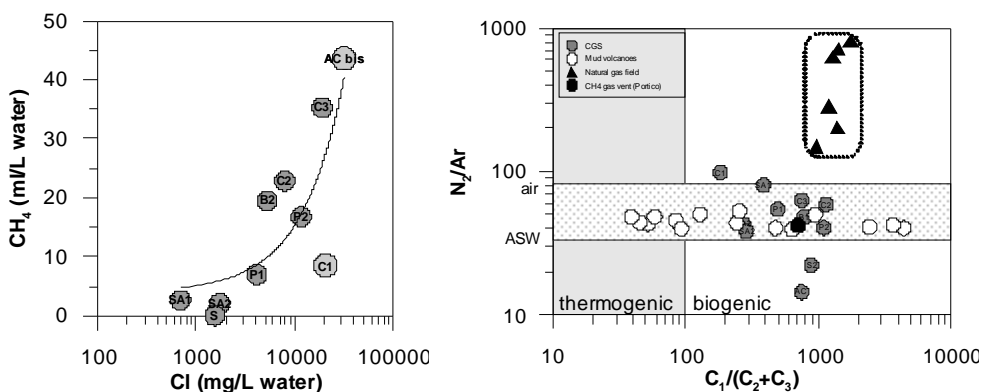 50
40
30
20
10
0
CH4 (ml/L water)
AC bis
C3
C2
B2
P2
C1
P1
SA1
SA2
S
100
1000
10000
100000
Cl (mg/L water)
1000
100
air
ASW
10
N2/Ar
CGS
Mud volcanoes
Natural gas field
CH4 gas vent (Portico)
C1
SA1
C3
C2
P1
P2
SA2
S2
AC
thermogenic
biogenic
10
100
1000
10000
C1/(C2+C3)